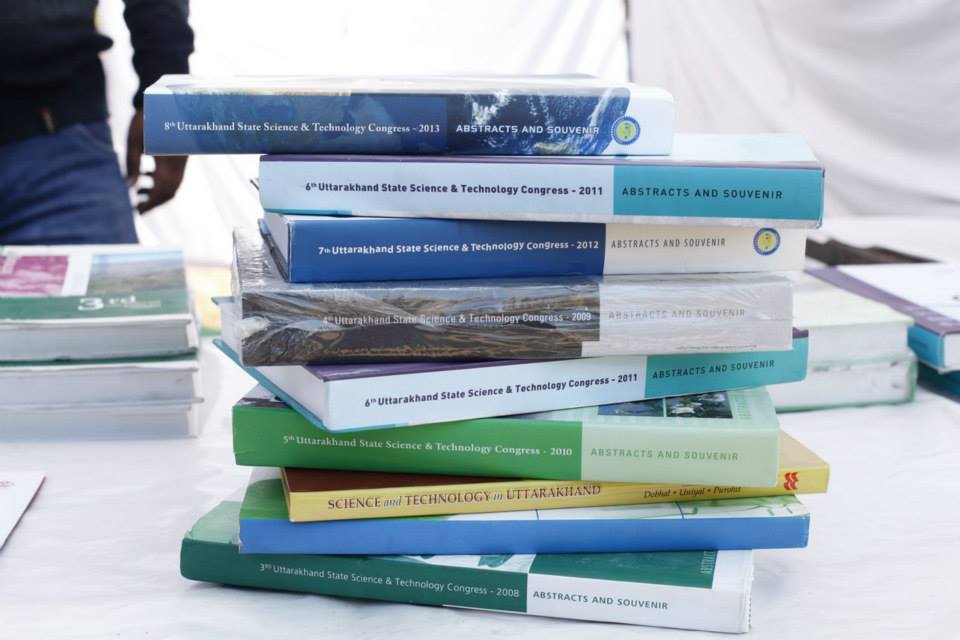 8th Uttarakhand State Science & Technology Congress – 2013 ABSTRACTS AND SOUVENIR
6th Uttarakhand State Science & Technology Congress - 2011 ABSTRACTS AND SOUVENIR
7th Uttarakhand State Science & Technology Congress - 2012 ABSTRACTS AND SOUVENIR
4th Uttarakhand State Science & Technology Congress - 2009 ABSTRACTS AND SOUVENIR
6th Uttarakhand State Science & Technology Congress - 2011 ABSTRACTS AND SOUVENIR
5th Uttarakhand State Science & Technology Congress - 2010 ABSTRACTS AND SOUVENIR
SCIENCE and TECHNOLOGY in UTTARAKHAND Dobhal • Uniyal • Purohit
3rd Uttarakhand State Science & Technology Congress - 2008 ABSTRACTS AND SOUVENIR
3rd